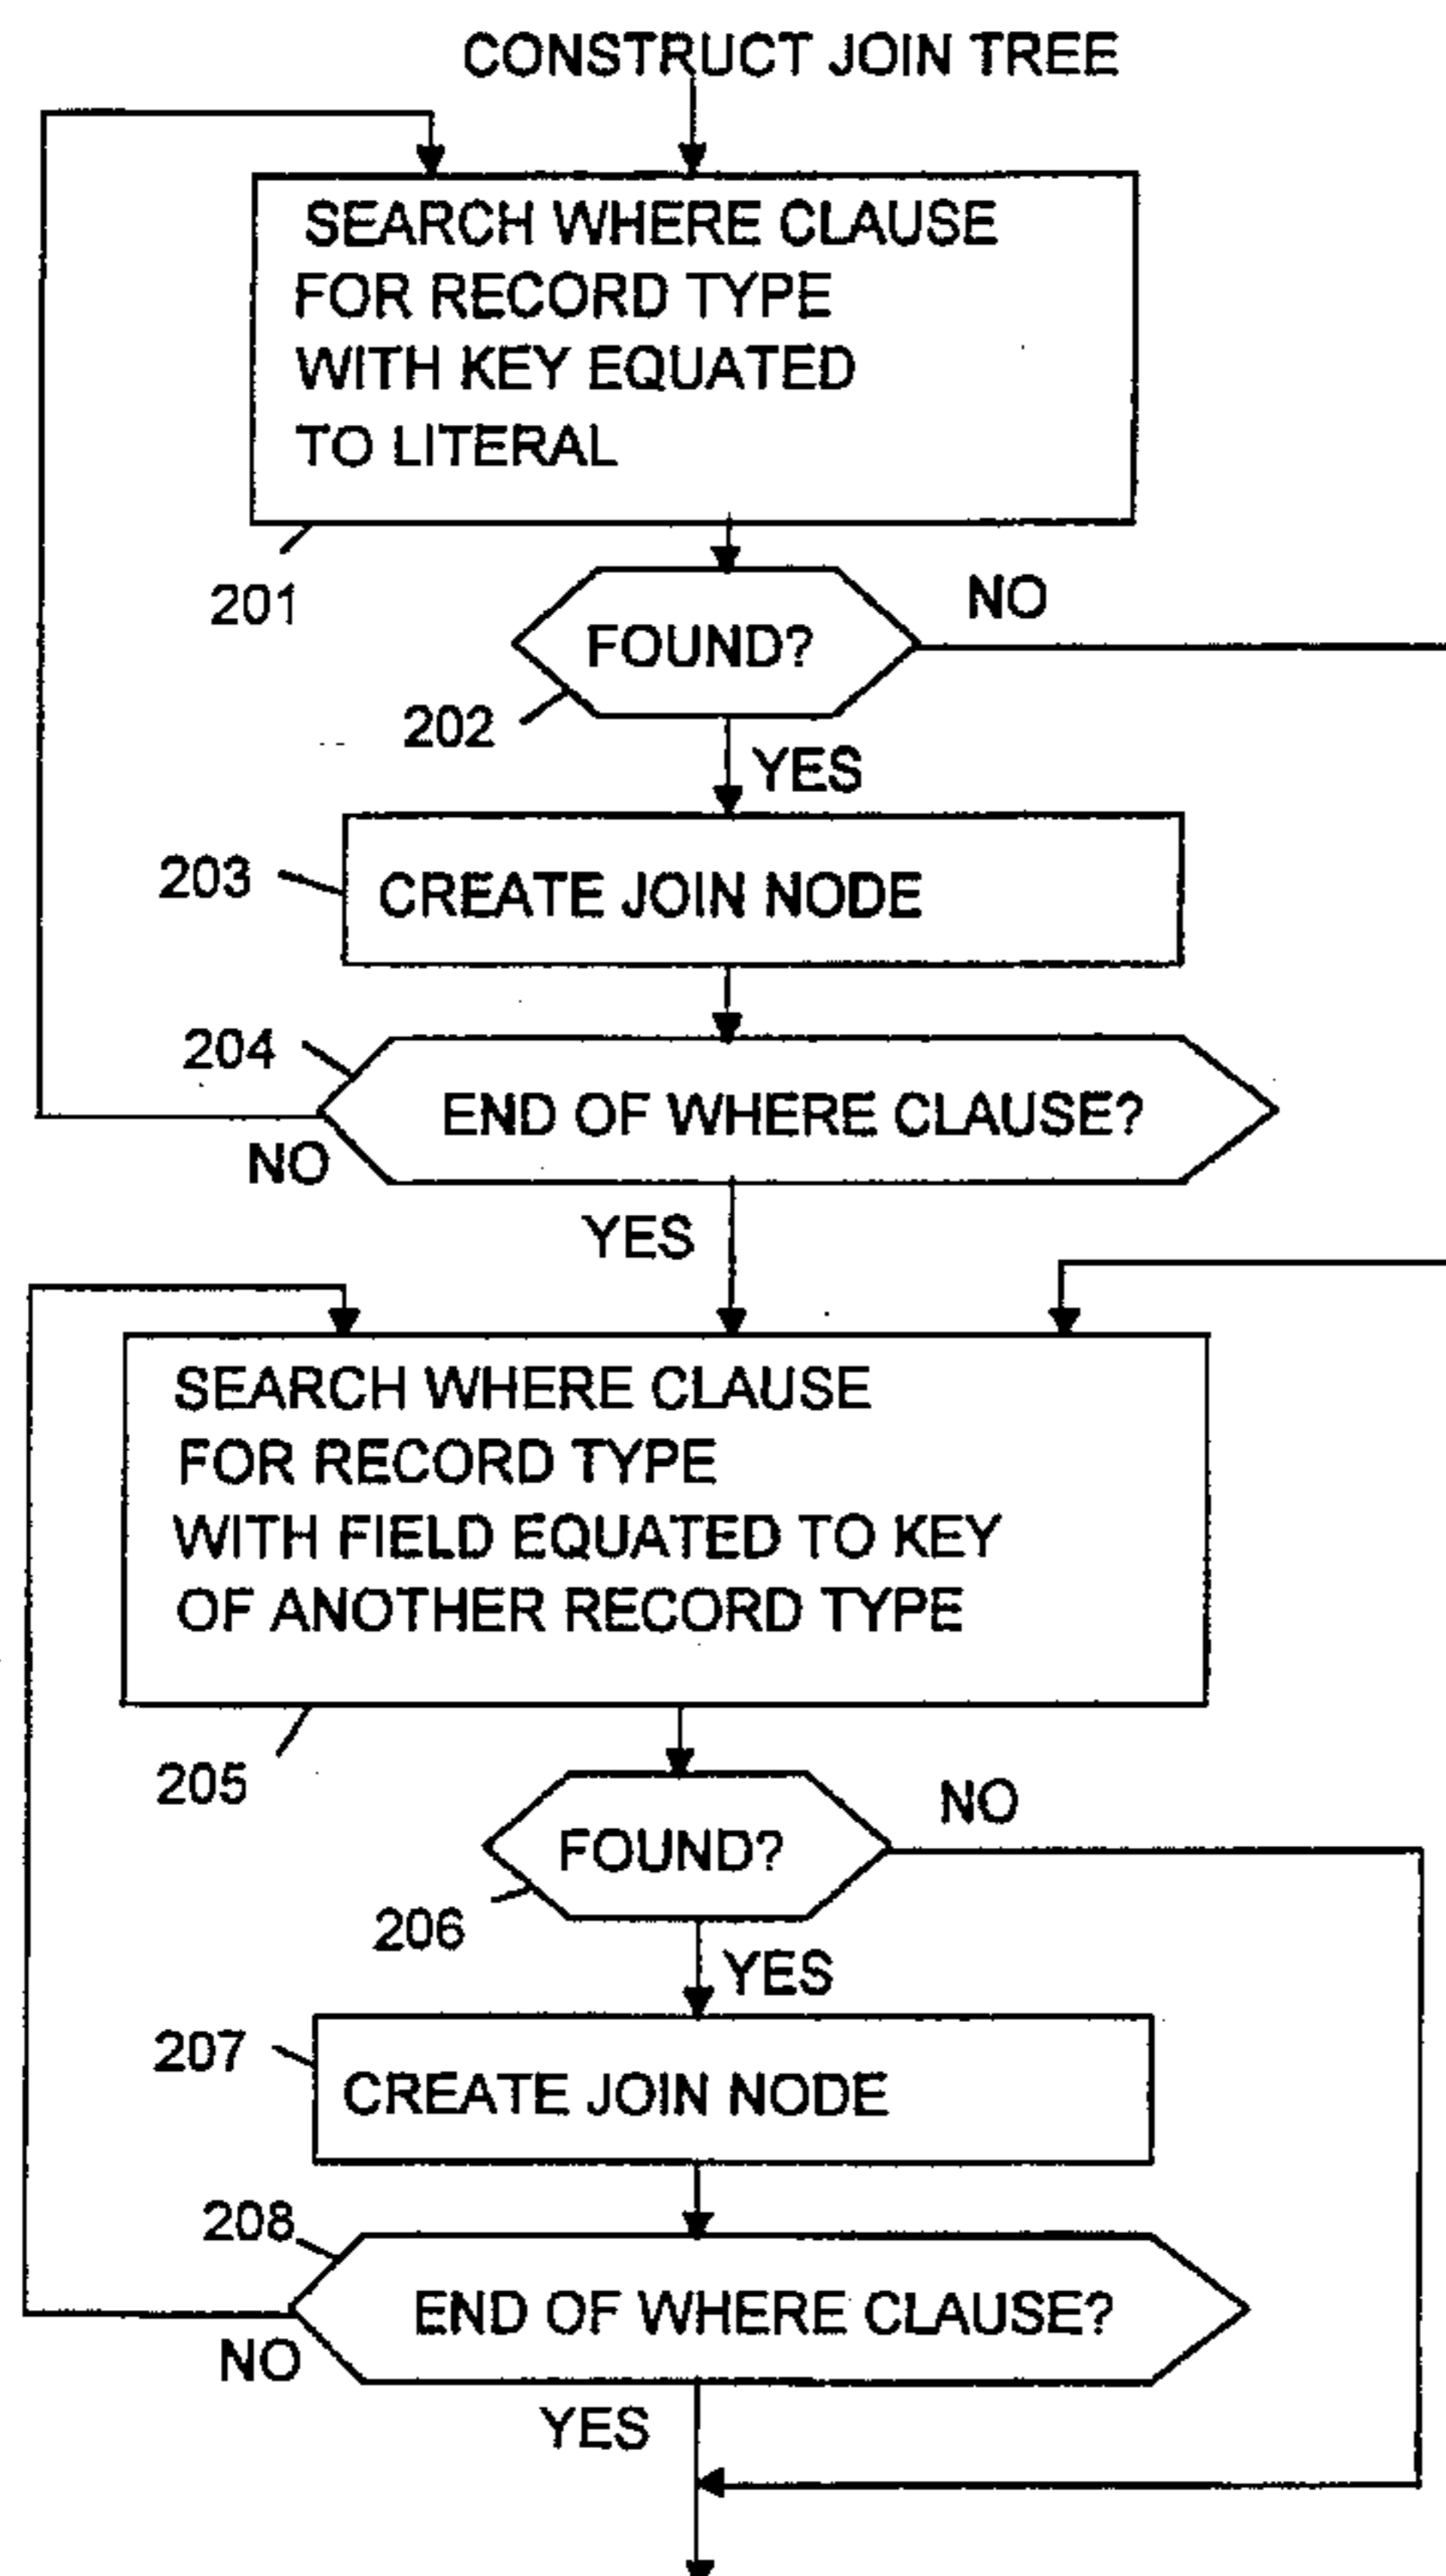 CONSTRUCT JOIN TREE
SEARCH WHERE CLAUSE
FOR RECORD TYPE
WITH KEY EQUATED
TO LITERAL
201
NO
FOUND?
202
YES
203
CREATE JOIN NODE
204
END OF WHERE CLAUSE?
NO
YES
SEARCH WHERE CLAUSE
FOR RECORD TYPE
WITH FIELD EQUATED TO KEY
OF ANOTHER RECORD TYPE
205
NO
FOUND?
206
YES
207
CREATE JOIN NODE
208
END OF WHERE CLAUSE?
NO
YES